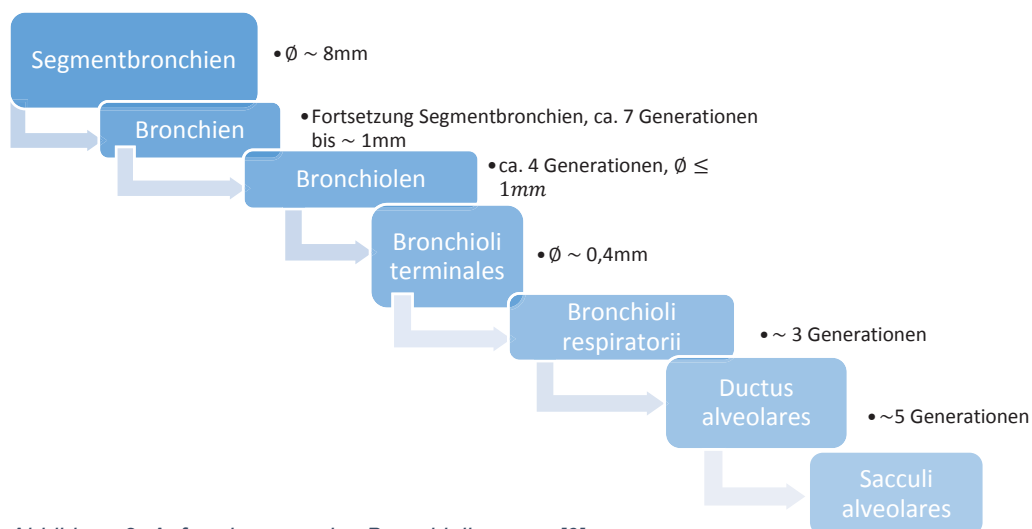 Segmentbronchien
•Ø ~ 8mm
Bronchien
•Fortsetzung Segmentbronchien, ca. 7 Generationen
bis ~ 1mm
Bronchiolen
•ca. 4 Generationen, Ø ≤
1mm
Bronchioli
terminales
•Ø ~ 0,4mm
Bronchioli
respiratorii
•~ 3 Generationen
Ductus
alveolares
•~5 Generationen
Sacculi
alveolares